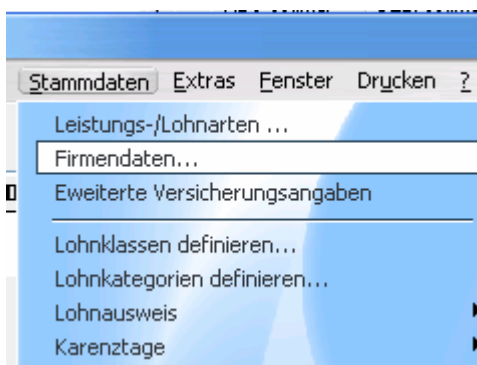 Stammdaten Extras Fenster Drucken ?
Leistungs-/Lohnarten ...
Firmendaten...
Eweiterte Versicherungsangaben
Lohnklassen definieren...
Lohnkategorien definieren...
Lohnausweis
Karenztage